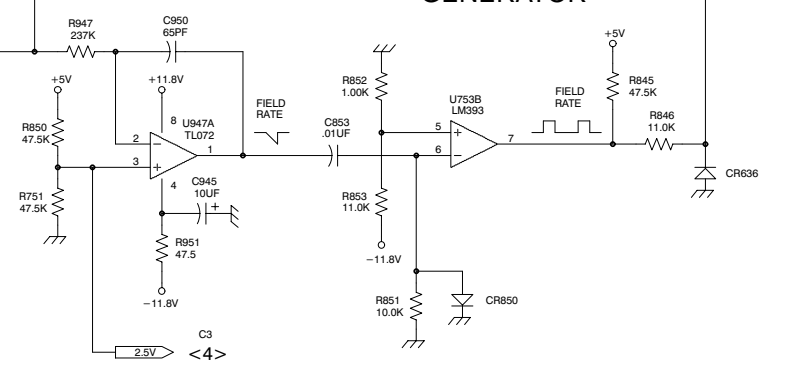 GENERATOR
R947
237K
C950
65PF
+5V
+11.8V
R850
47.5K
8
U947A
TL072
2
3
1
4
R751
47.5K
C945
10UF
+
R951
47.5
−11.8V
2.5V
C3
<4>
FIELD
RATE
C853
.01UF
R852
1.00K
R853
11.0K
−11.8V
U753B
LM393
5
6
7
R851
10.0K
CR850
FIELD
RATE
+5V
R845
47.5K
R846
11.0K
CR636